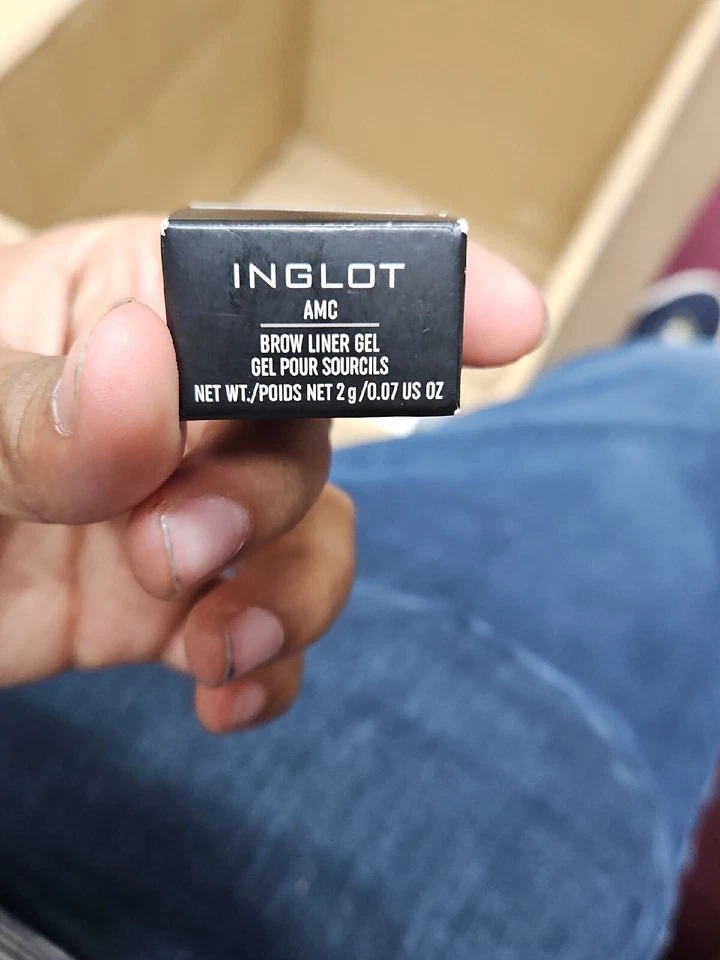 INGLOT
AMC
BROW LINER GEL
GEL POUR SOURCILS
NET WT./POIDS NET 2 g/0.07 US OZ